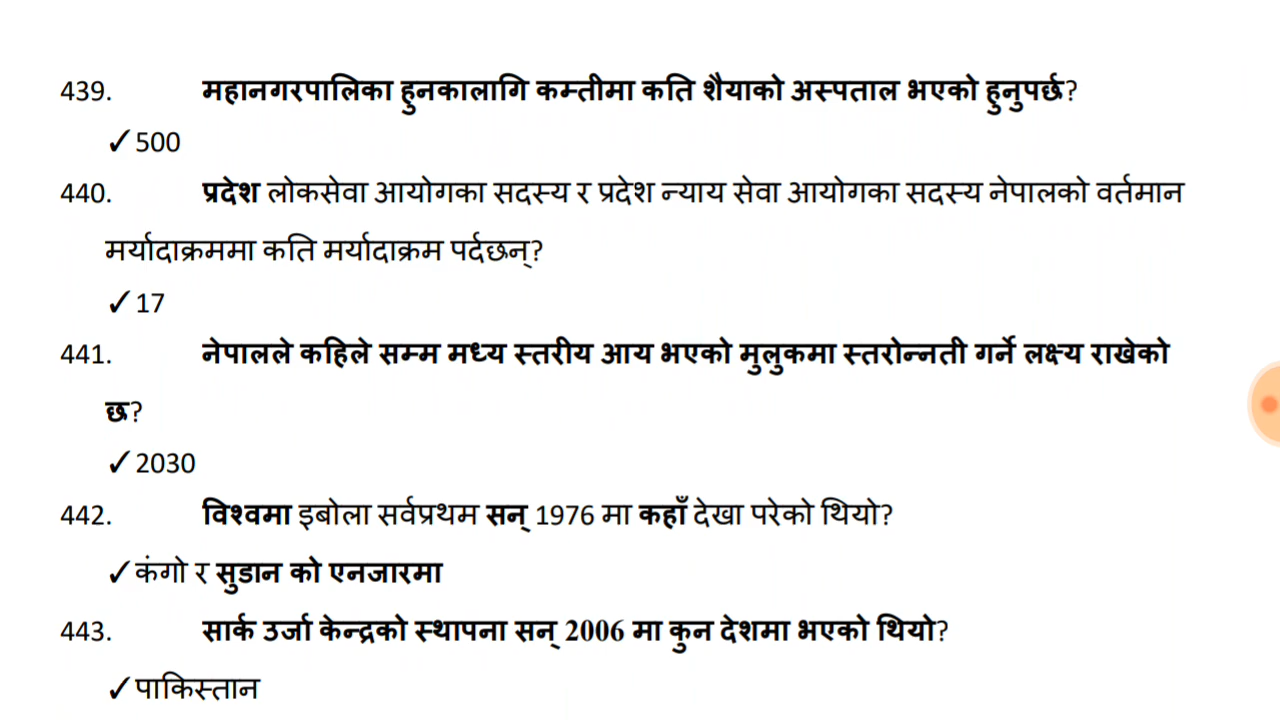 439. महानगरपालिका हुनकालागि कम्तीमा कति शैयाको अस्पताल भएको हुनुपर्छ?
✓500
440. प्रदेश लोकसेवा आयोगका सदस्य र प्रदेश न्याय सेवा आयोगका सदस्य नेपालको वर्तमान
मर्यादाक्रममा कति मर्यादाक्रम पर्दछन्?
✓17
441. नेपालले कहिले सम्म मध्य स्तरीय आय भएको मुलुकमा स्तरोन्नती गर्ने लक्ष्य राखेको
छ?
✓2030
442. विश्वमा इबोला सर्वप्रथम सन् 1976 मा कहाँ देखा परेको थियो?
✓कंगो र सुडान को एनजारमा
443. सार्क उर्जा केन्द्रको स्थापना सन् 2006 मा कुन देशमा भएको थियो?
✓पाकिस्तान